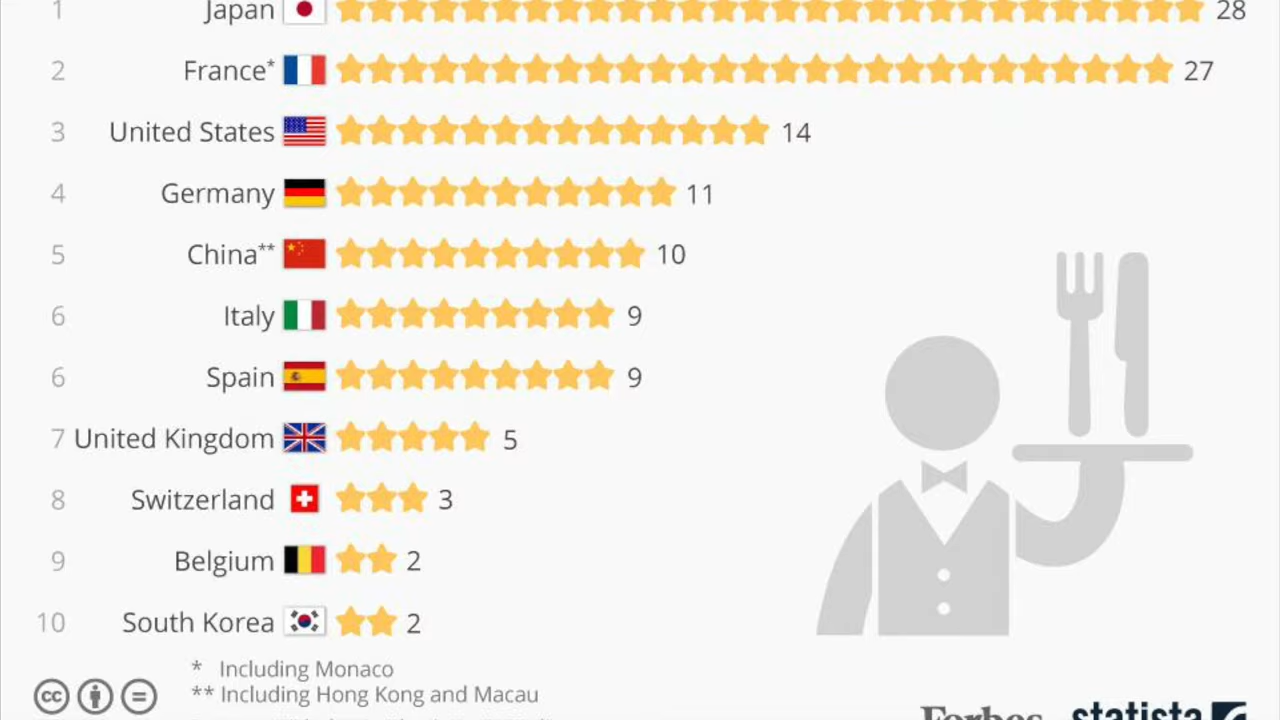 1 Japan 28
2 France* 27
3 United States 14
4 Germany 11
5 China** 10
6 Italy 9
6 Spain 9
7 United Kingdom 5
8 Switzerland 3
9 Belgium 2
10 South Korea 2
* Including Monaco
** Including Hong Kong and Macau
cc =
Forbes statista